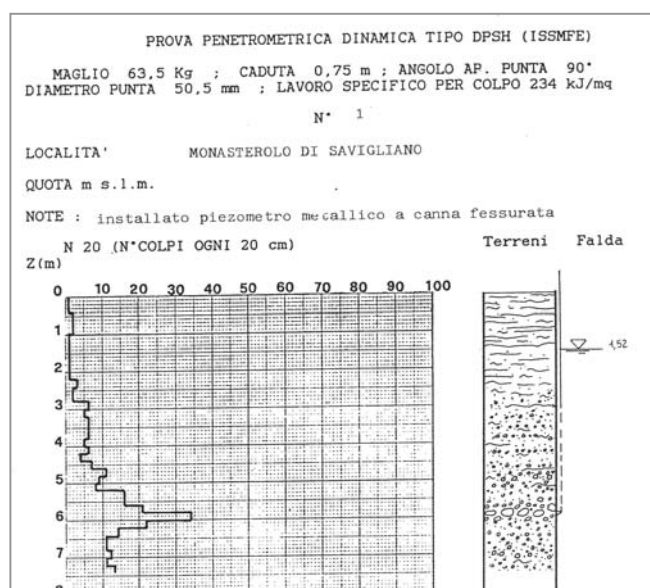 PROVA PENETROMETRICA DINAMICA TIPO DPSH (ISSMFE)
MAGLIO 63,5 Kg ; CADUTA 0,75 m ; ANGOLO AP. PUNTA 90°
DIAMETRO PUNTA 50,5 mm ; LAVORO SPECIFICO PER COLPO 234 kJ/mq
N° 1
LOCALITA' MONASTEROLO DI SAVIGLIANO
QUOTA m s.l.m.
NOTE : installato piezometro metallico a canna fessurata
N 20 (N°COLPI OGNI 20 cm) Terreni Falda
Z(m)
0 10 20 30 40 50 60 70 80 90 100
0
1
1,52
2
3
4
5
6
7